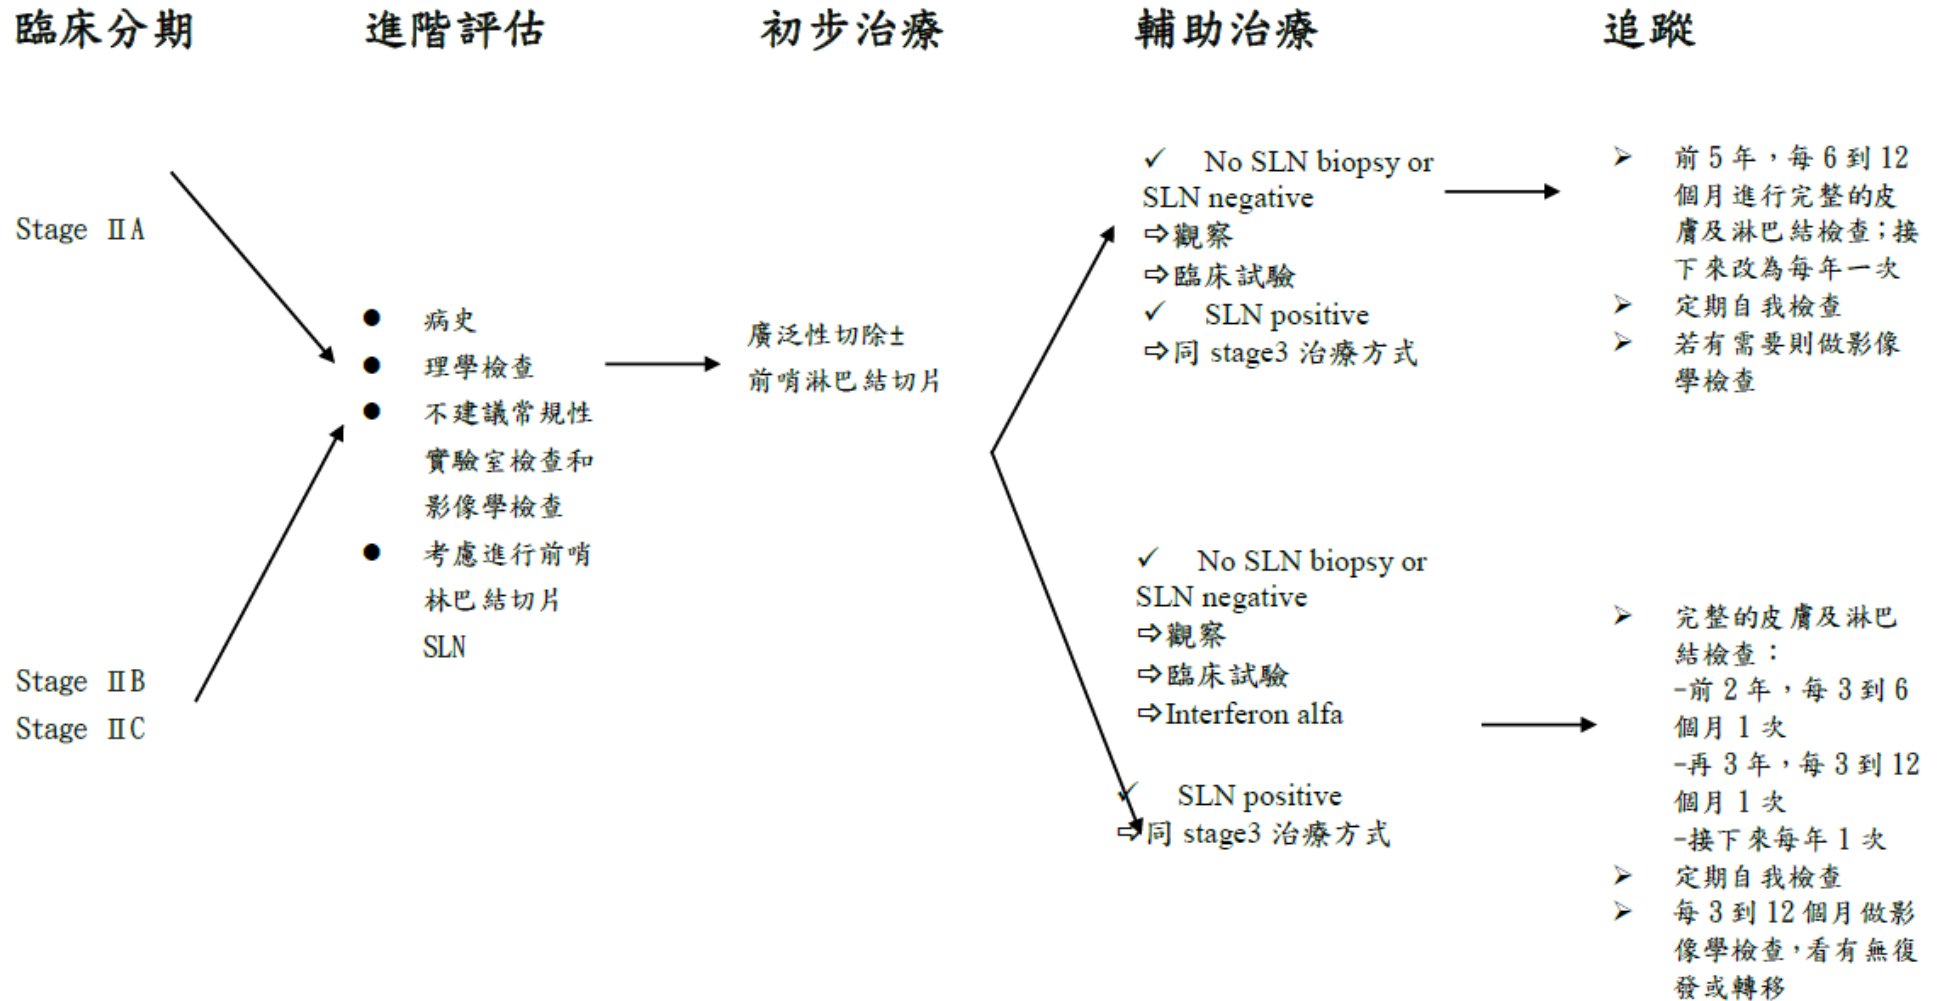 臨床分期
進階評估
初步治療
輔助治療
追蹤
Stage ⅡA
Stage ⅡB
Stage ⅡC
● 病史
● 理學檢查
● 不建議常規性
實驗室檢查和
影像學檢查
● 考慮進行前哨
林巴結切片
SLN
廣泛性切除±
前哨淋巴結切片
✓ No SLN biopsy or
SLN negative
⇨觀察
⇨臨床試驗
✓ SLN positive
⇨同 stage3 治療方式
✓ No SLN biopsy or
SLN negative
⇨觀察
⇨臨床試驗
⇨Interferon alfa
✓ SLN positive
⇨同 stage3 治療方式
➢ 前 5 年，每 6 到 12
個月進行完整的皮
膚及淋巴結檢查；接
下來改為每年一次
➢ 定期自我檢查
➢ 若有需要則做影像
學檢查
➢ 完整的皮膚及淋巴
結檢查：
-前 2 年，每 3 到 6
個月 1 次
-再 3 年，每 3 到 12
個月 1 次
-接下來每年 1 次
➢ 定期自我檢查
➢ 每 3 到 12 個月做影
像學檢查，看有無復
發或轉移